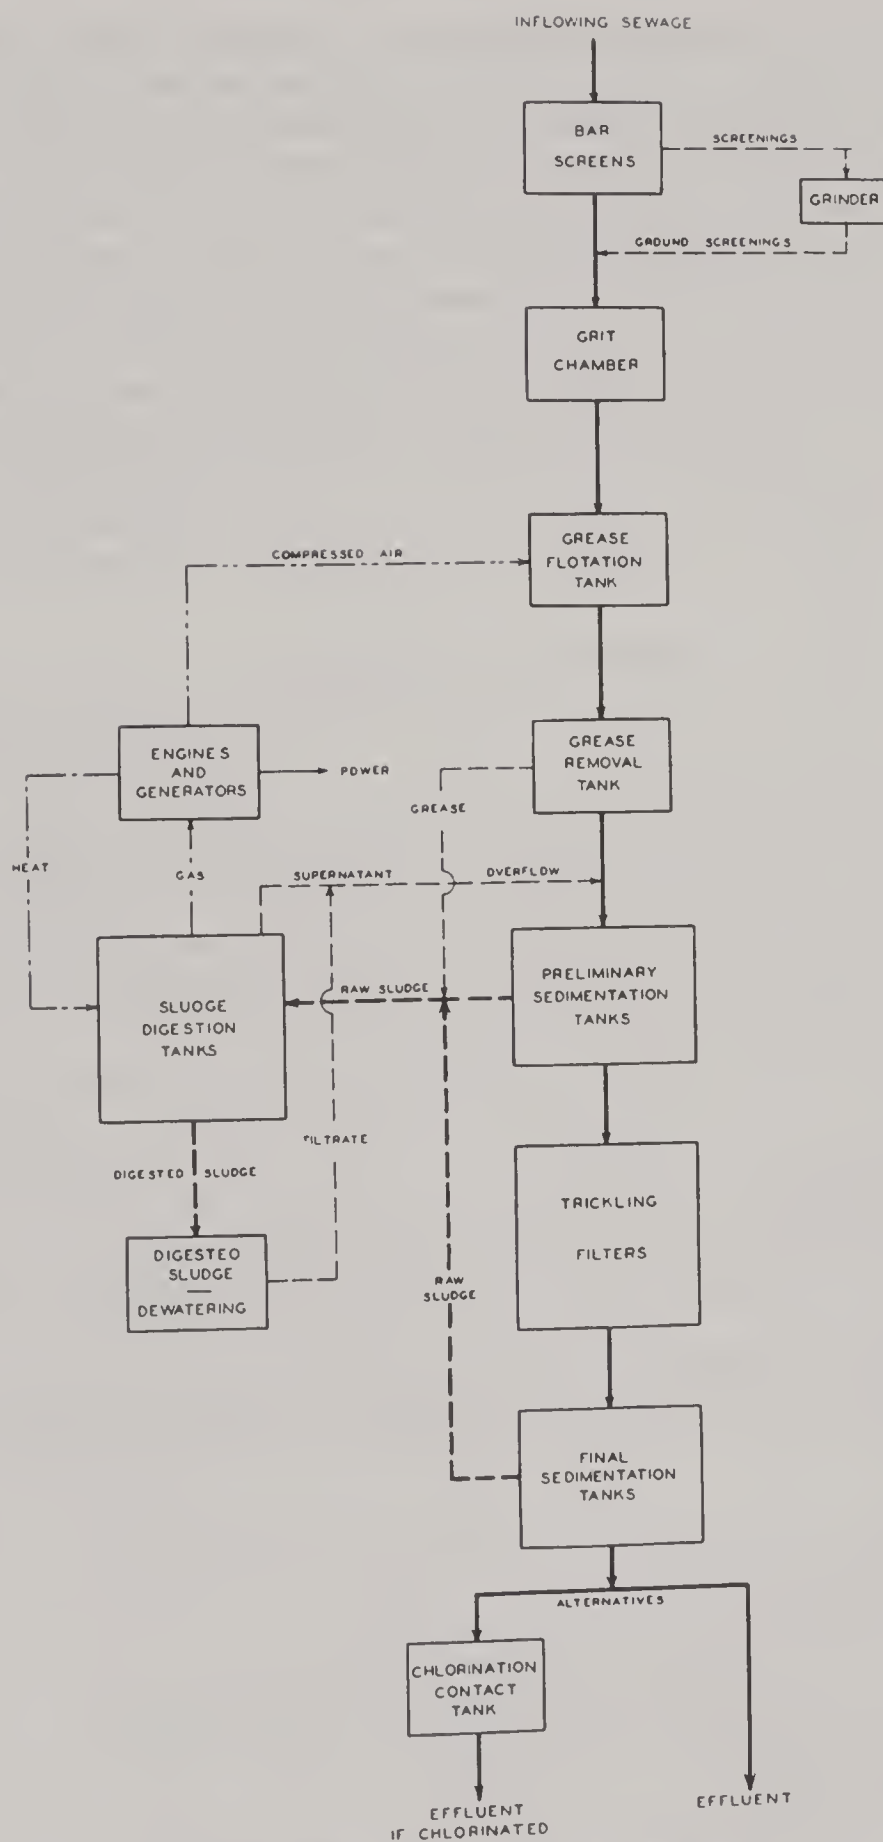 INFLOWING SEWAGE
BAR
SCREENS
SCREENINGS
GRINDER
GROUND SCREENINGS
GRIT
CHAMBER
COMPRESSED AIR
GREASE
FLOTATION
TANK
ENGINES
AND
GENERATORS
POWER
GREASE
REMOVAL
TANK
GREASE
HEAT
GAS
SUPERNATANT
OVERFLOW
SLUDGE
DIGESTION
TANKS
RAW SLUDGE
PRELIMINARY
SEDIMENTATION
TANKS
FILTRATE
DIGESTED SLUDGE
TRICKLING
FILTERS
DIGESTED
SLUDGE
—
DEWATERING
RAW
SLUDGE
FINAL
SEDIMENTATION
TANKS
ALTERNATIVES
CHLORINATION
CONTACT
TANK
EFFLUENT
IF CHLORINATED
EFFLUENT